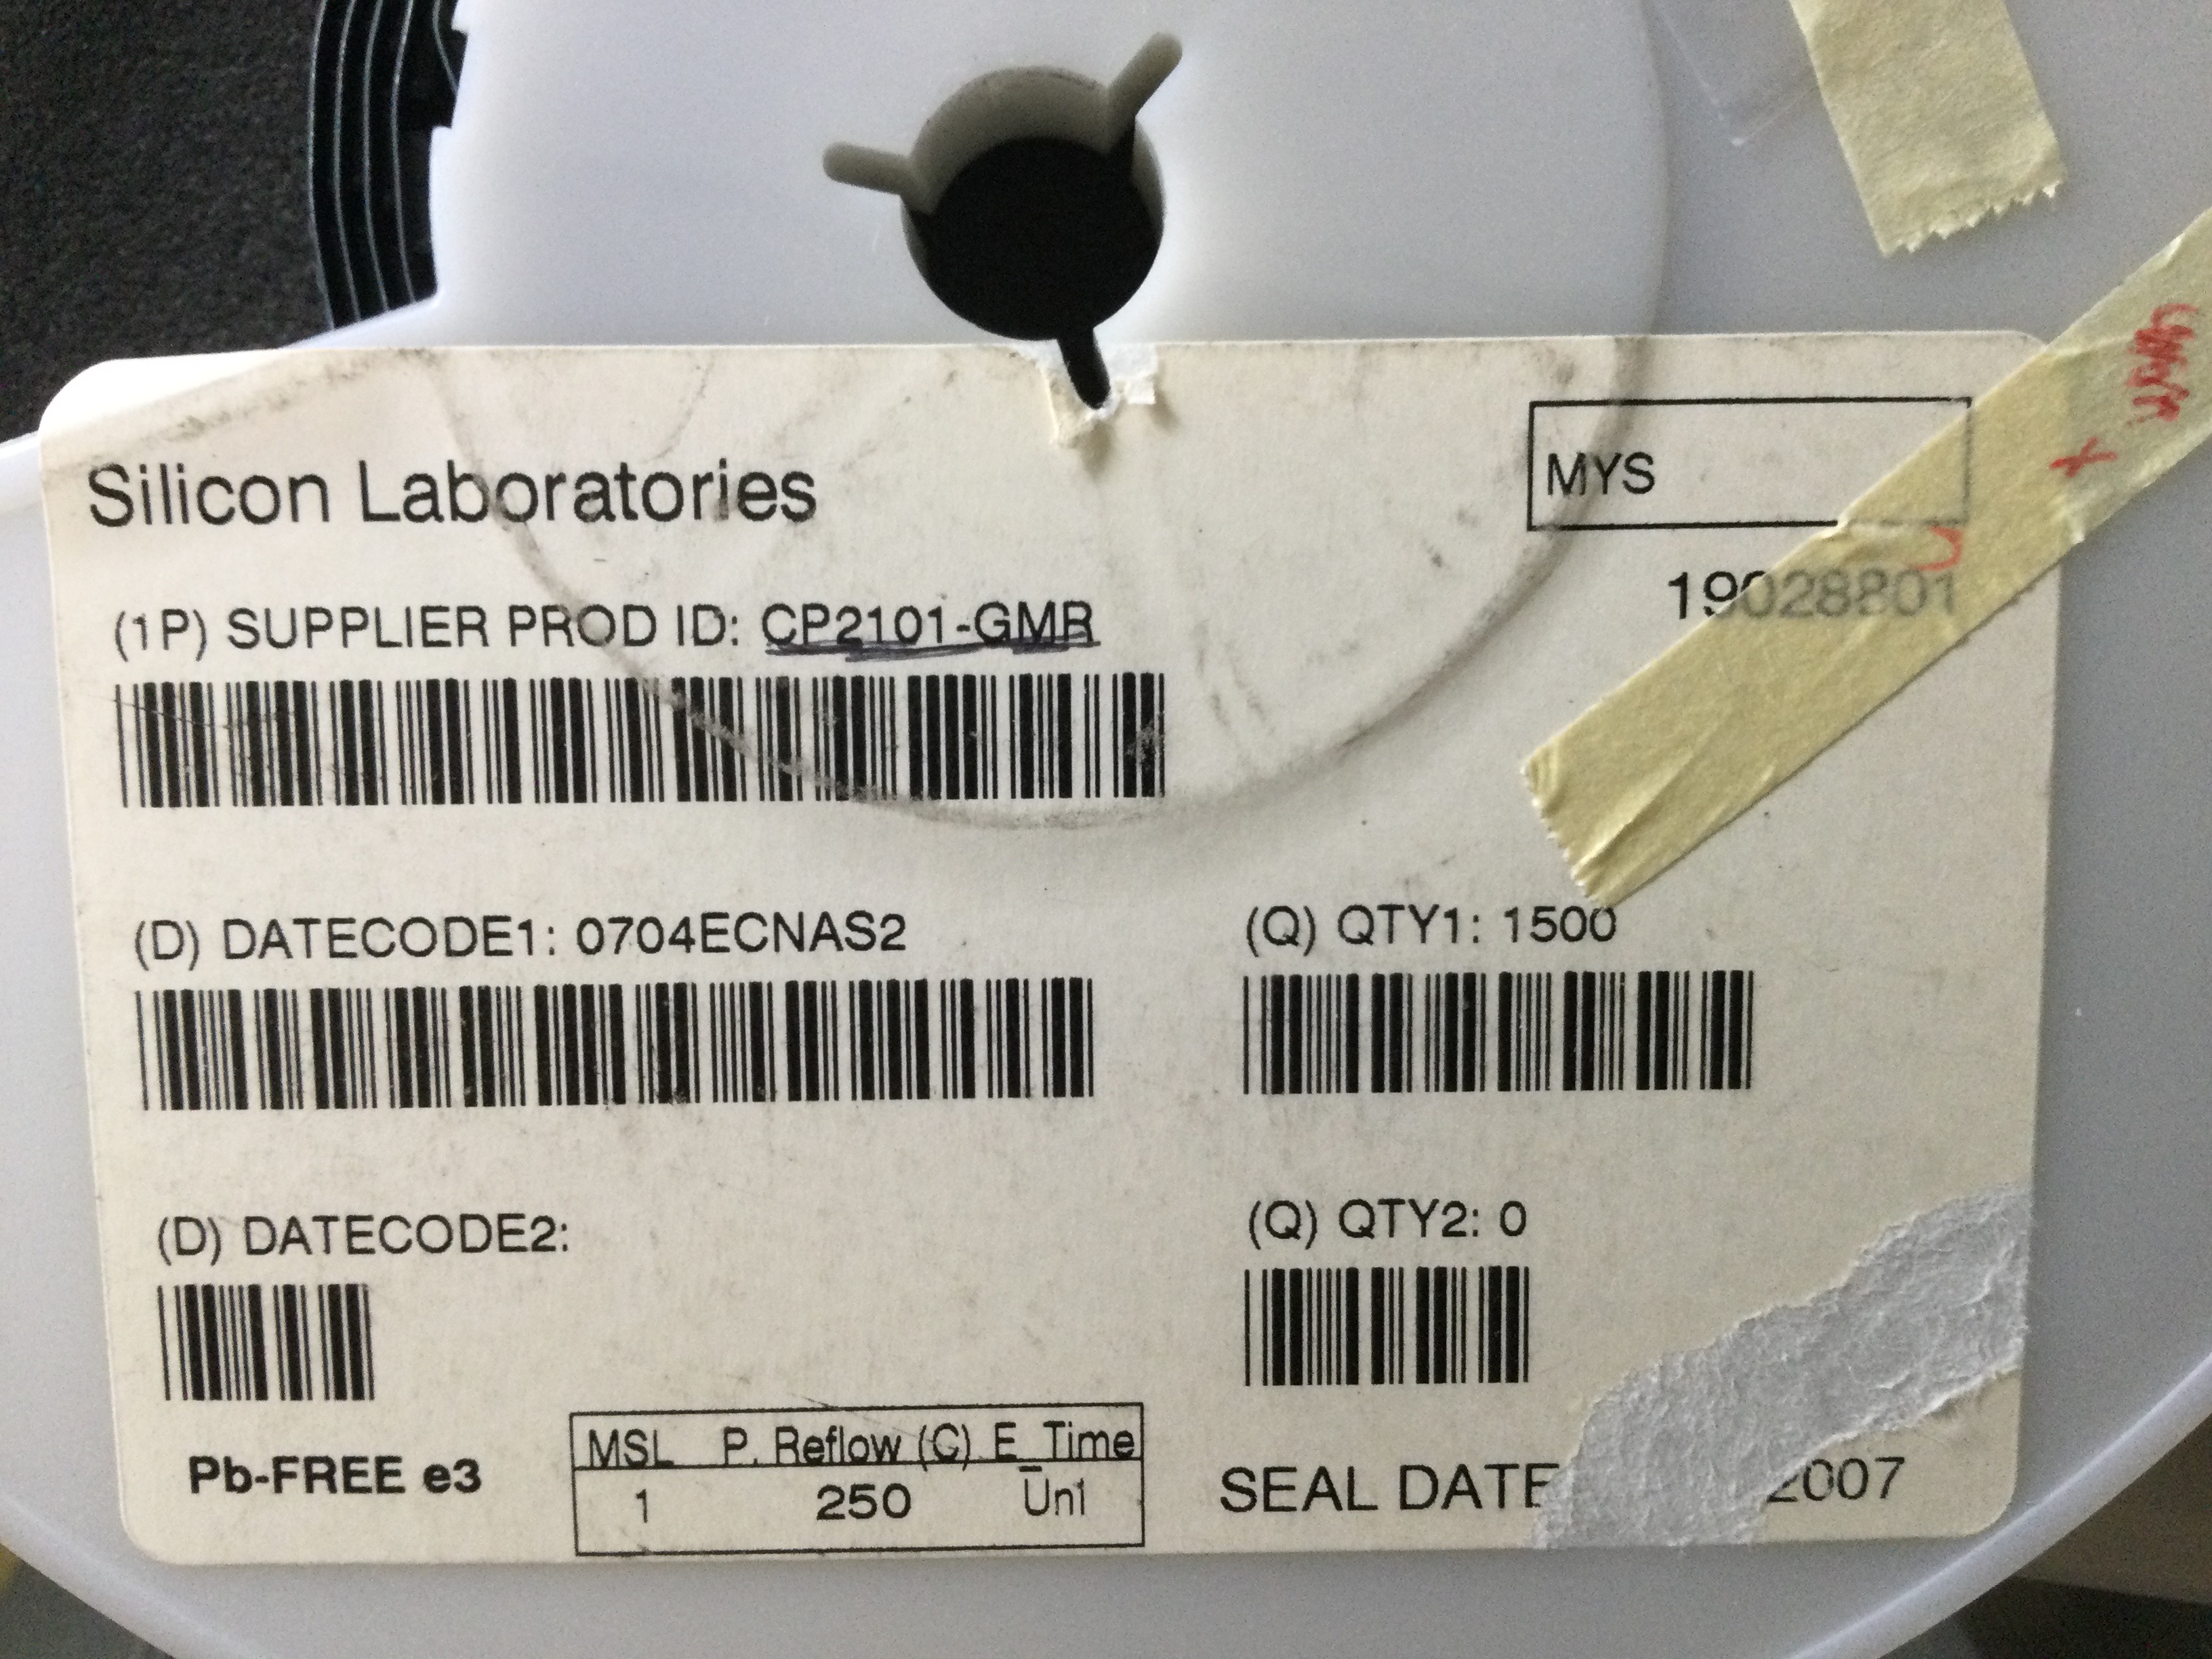 Silicon Laboratories
MYS
19028801
(1P) SUPPLIER PROD ID: CP2101-GMR
(D) DATECODE1: 0704ECNAS2
(Q) QTY1: 1500
(D) DATECODE2:
(Q) QTY2: 0
Pb-FREE e3
MSL P. Reflow (C) E_Time
1 250 Unl
SEAL DATE 2007